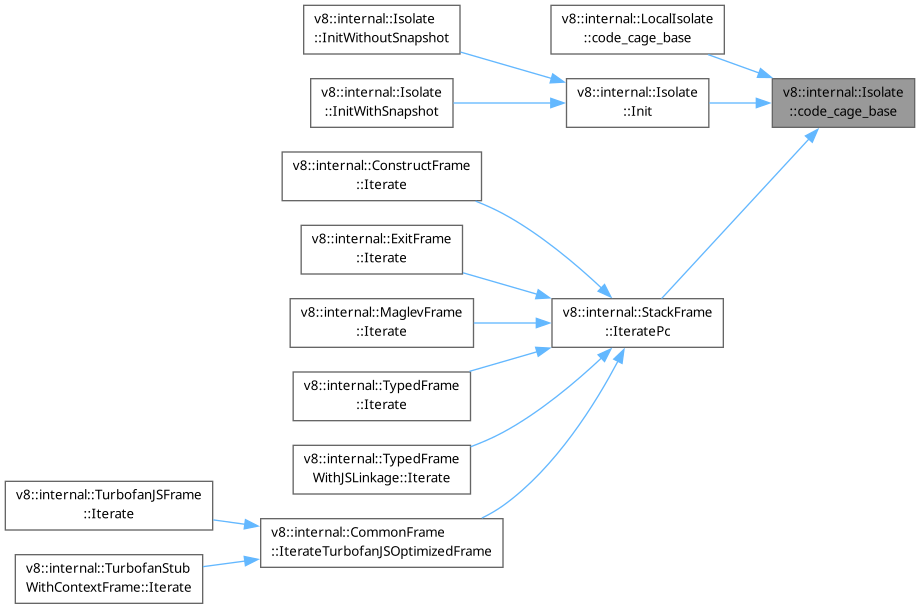 v8::internal::Isolate
::InitWithoutSnapshot
v8::internal::LocalIsolate
::code_cage_base
v8::internal::Isolate
::InitWithSnapshot
v8::internal::Isolate
::Init
v8::internal::Isolate
::code_cage_base
v8::internal::ConstructFrame
::Iterate
v8::internal::ExitFrame
::Iterate
v8::internal::MaglevFrame
::Iterate
v8::internal::StackFrame
::IteratePc
v8::internal::TypedFrame
::Iterate
v8::internal::TypedFrame
WithJSLinkage::Iterate
v8::internal::TurbofanJSFrame
::Iterate
v8::internal::CommonFrame
::IterateTurbofanJSOptimizedFrame
v8::internal::TurbofanStub
WithContextFrame::Iterate